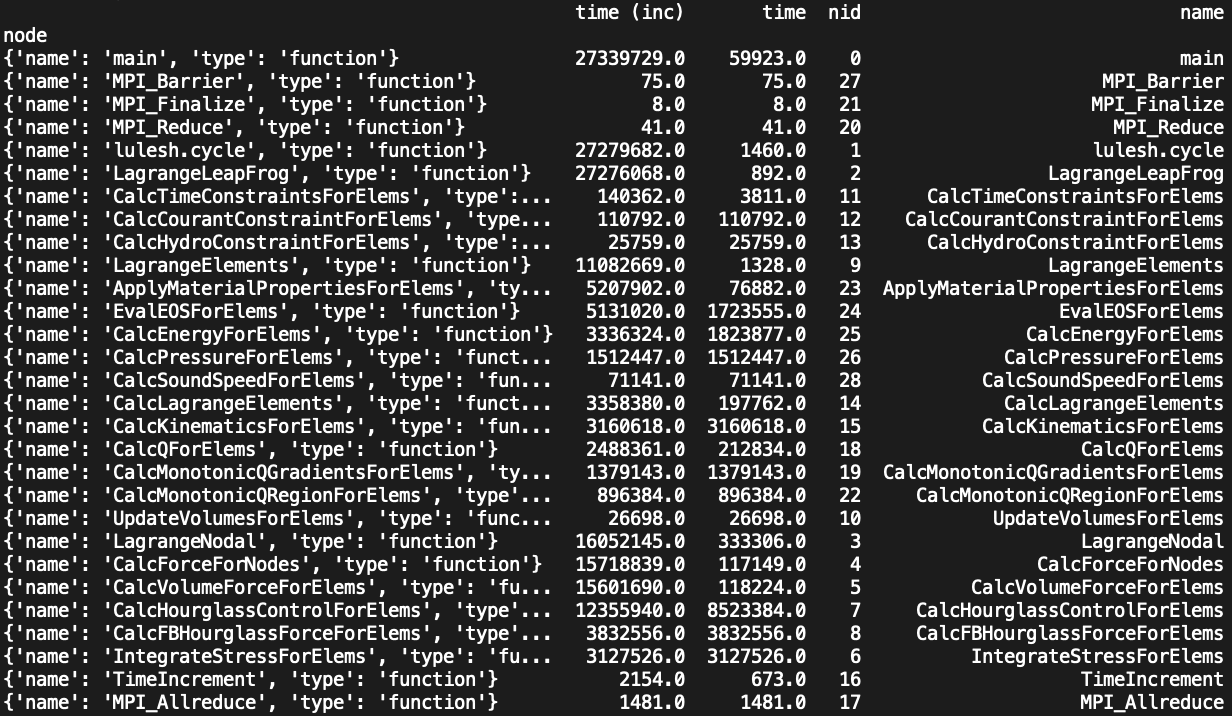 time (inc) time nid name
node
{'name': 'main', 'type': 'function'} 27339729.0 59923.0 0 main
{'name': 'MPI_Barrier', 'type': 'function'} 75.0 75.0 27 MPI_Barrier
{'name': 'MPI_Finalize', 'type': 'function'} 8.0 8.0 21 MPI_Finalize
{'name': 'MPI_Reduce', 'type': 'function'} 41.0 41.0 20 MPI_Reduce
{'name': 'lulesh.cycle', 'type': 'function'} 27279682.0 1460.0 1 lulesh.cycle
{'name': 'LagrangeLeapFrog', 'type': 'function'} 27276068.0 892.0 2 LagrangeLeapFrog
{'name': 'CalcTimeConstraintsForElems', 'type':... 140362.0 3811.0 11 CalcTimeConstraintsForElems
{'name': 'CalcCourantConstraintForElems', 'type... 110792.0 110792.0 12 CalcCourantConstraintForElems
{'name': 'CalcHydroConstraintForElems', 'type':... 25759.0 25759.0 13 CalcHydroConstraintForElems
{'name': 'LagrangeElements', 'type': 'function'} 11082669.0 1328.0 9 LagrangeElements
{'name': 'ApplyMaterialPropertiesForElems', 'ty... 5207902.0 76882.0 23 ApplyMaterialPropertiesForElems
{'name': 'EvalEOSForElems', 'type': 'function'} 5131020.0 1723555.0 24 EvalEOSForElems
{'name': 'CalcEnergyForElems', 'type': 'function'} 3336324.0 1823877.0 25 CalcEnergyForElems
{'name': 'CalcPressureForElems', 'type': 'funct... 1512447.0 1512447.0 26 CalcPressureForElems
{'name': 'CalcSoundSpeedForElems', 'type': 'fun... 71141.0 71141.0 28 CalcSoundSpeedForElems
{'name': 'CalcLagrangeElements', 'type': 'funct... 3358380.0 197762.0 14 CalcLagrangeElements
{'name': 'CalcKinematicsForElems', 'type': 'fun... 3160618.0 3160618.0 15 CalcKinematicsForElems
{'name': 'CalcQForElems', 'type': 'function'} 2488361.0 212834.0 18 CalcQForElems
{'name': 'CalcMonotonicQGradientsForElems', 'ty... 1379143.0 1379143.0 19 CalcMonotonicQGradientsForElems
{'name': 'CalcMonotonicQRegionForElems', 'type'... 896384.0 896384.0 22 CalcMonotonicQRegionForElems
{'name': 'UpdateVolumesForElems', 'type': 'func... 26698.0 26698.0 10 UpdateVolumesForElems
{'name': 'LagrangeNodal', 'type': 'function'} 16052145.0 333306.0 3 LagrangeNodal
{'name': 'CalcForceForNodes', 'type': 'function'} 15718839.0 117149.0 4 CalcForceForNodes
{'name': 'CalcVolumeForceForElems', 'type': 'fu... 15601690.0 118224.0 5 CalcVolumeForceForElems
{'name': 'CalcHourglassControlForElems', 'type'... 12355940.0 8523384.0 7 CalcHourglassControlForElems
{'name': 'CalcFBHourglassForceForElems', 'type'... 3832556.0 3832556.0 8 CalcFBHourglassForceForElems
{'name': 'IntegrateStressForElems', 'type': 'fu... 3127526.0 3127526.0 6 IntegrateStressForElems
{'name': 'TimeIncrement', 'type': 'function'} 2154.0 673.0 16 TimeIncrement
{'name': 'MPI_Allreduce', 'type': 'function'} 1481.0 1481.0 17 MPI_Allreduce